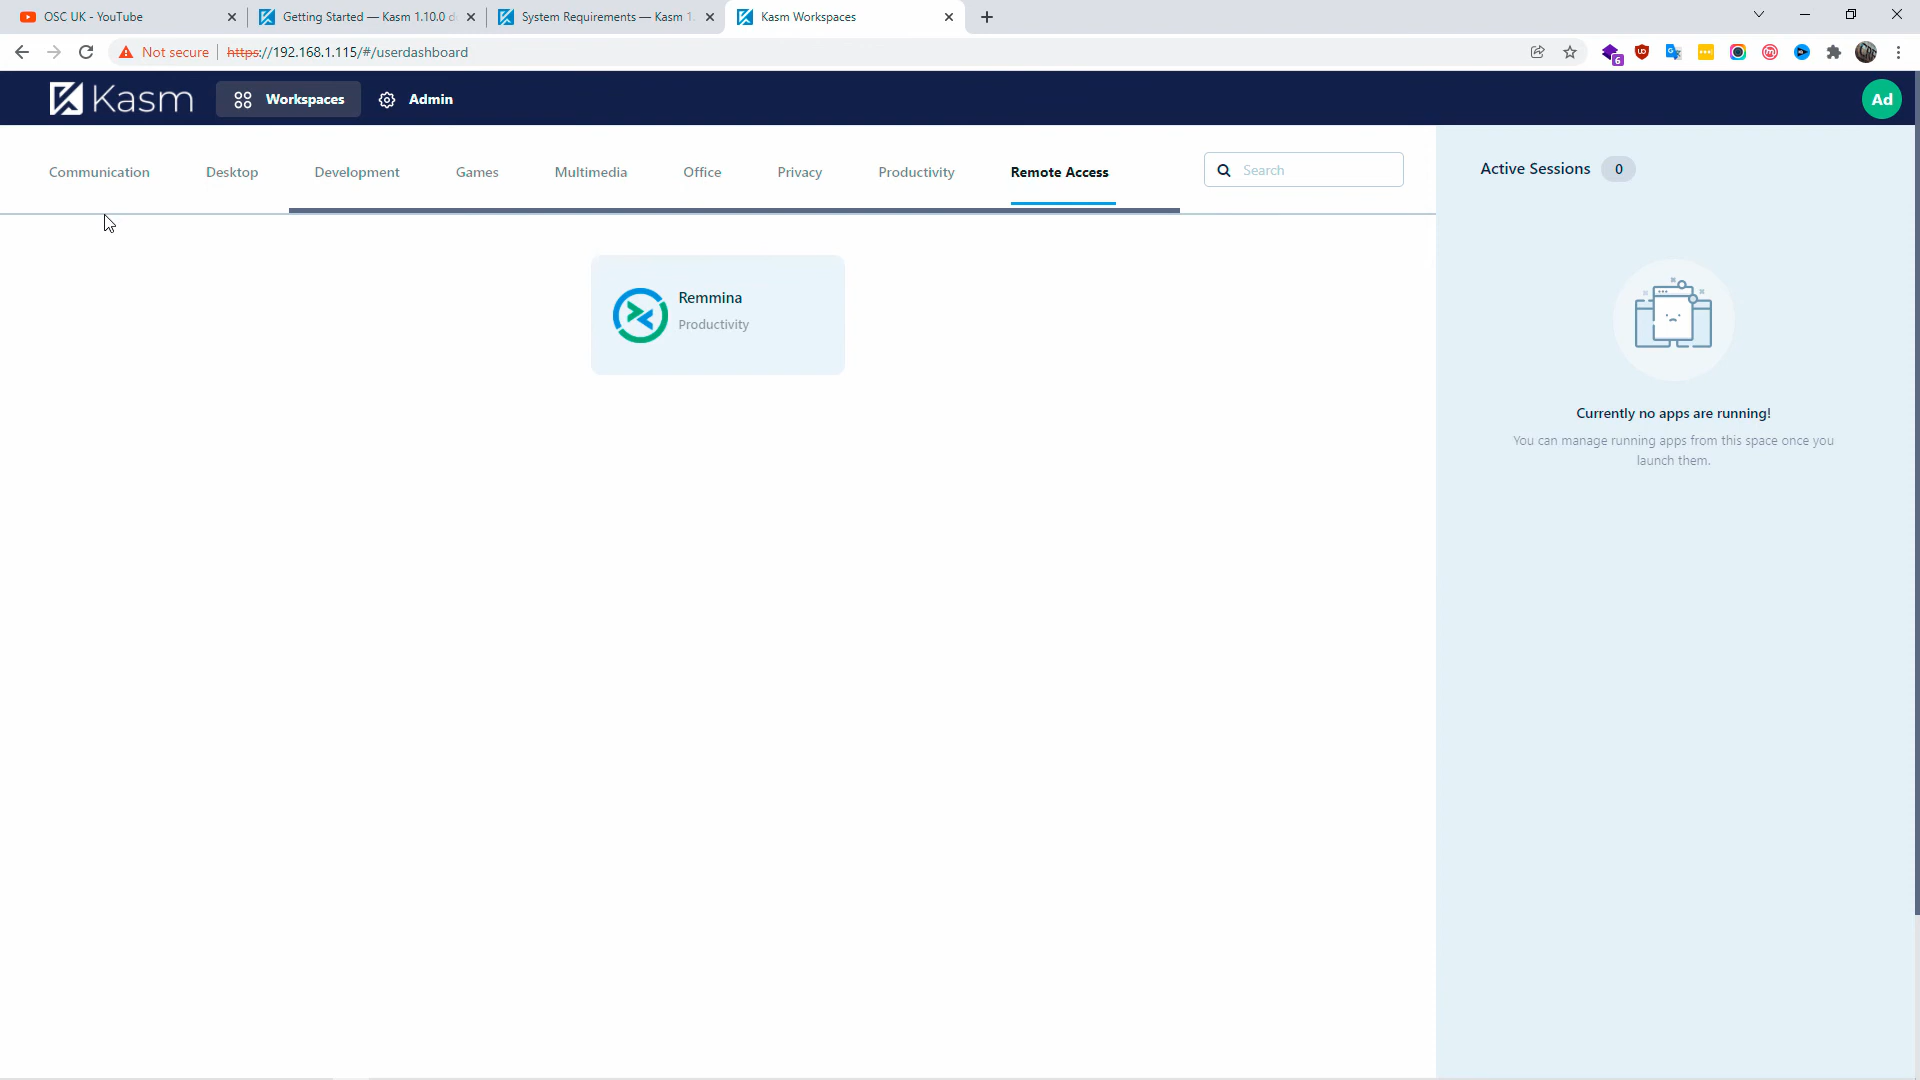 OSC UK - YouTube
Getting Started — Kasm 1.10.0 d
System Requirements — Kasm 1.
Kasm Workspaces
Not secure
https://192.168.1.115/#/userdashboard
6
Kasm
Workspaces
Admin
Ad
Communication
Desktop
Development
Games
Multimedia
Office
Privacy
Productivity
Remote Access
Search
Active Sessions
0
Remmina
Productivity
Currently no apps are running!
You can manage running apps from this space once you
launch them.